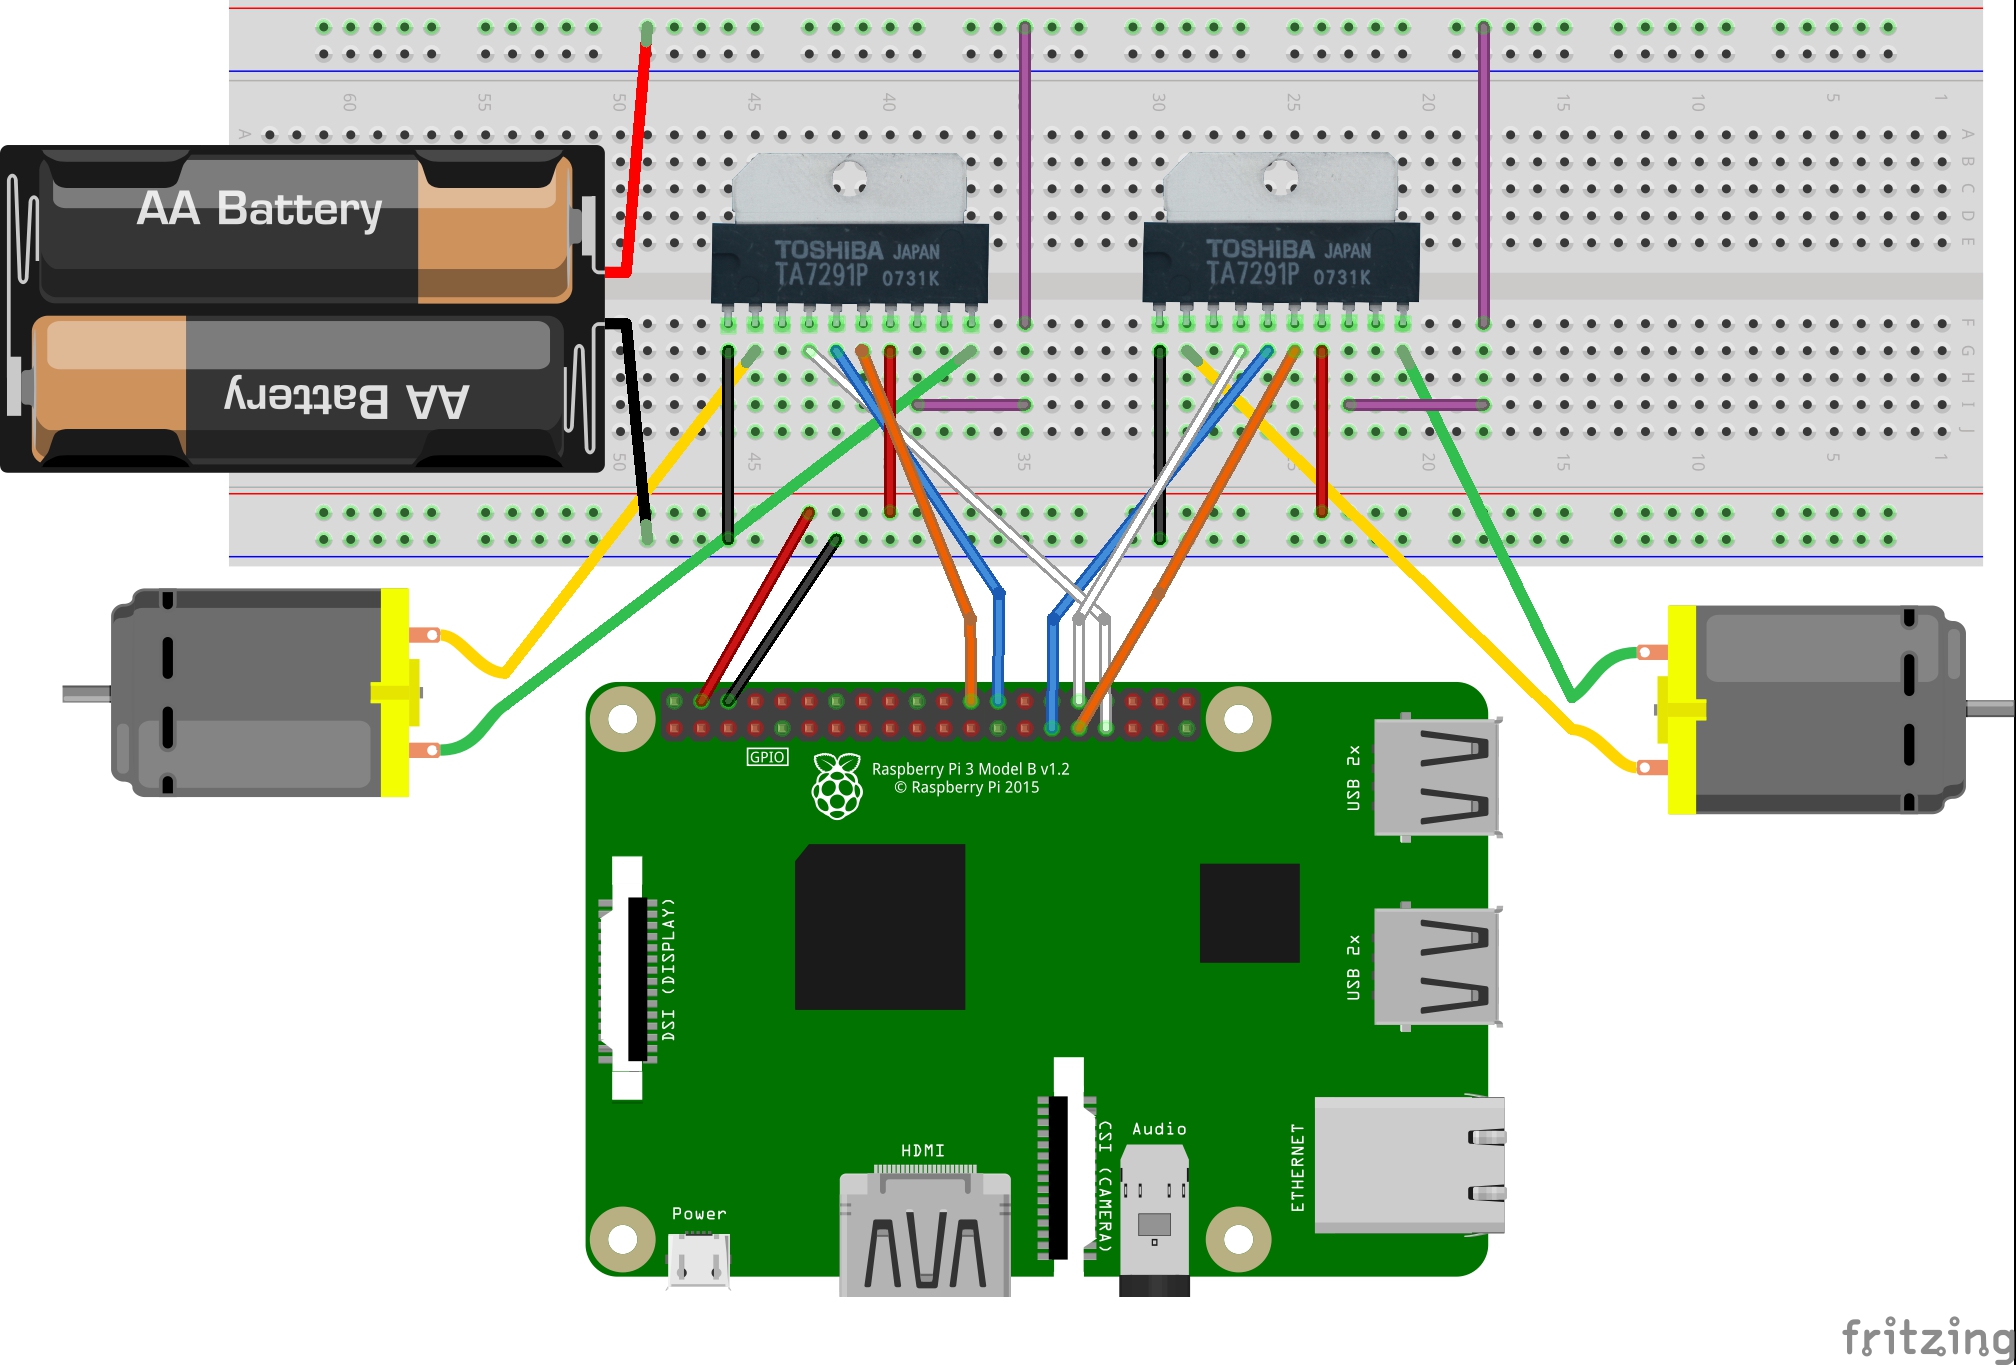 60 55 50 45 40 30 25 20 15 10 5 1
A A
B
C
D
E
AA Battery
TOSHIBA JAPAN
TA7291P 0731K
TOSHIBA JAPAN
TA7291P 0731K
F
G
H
I
J
AA Battery
50 45 35 25 20 15 10 5 1
GPIO
Raspberry Pi 3 Model B v1.2
© Raspberry Pi 2015
USB 2x
DSI (DISPLAY)
USB 2x
HDMI
CSI (CAMERA)
Audio
ETHERNET
Power
fritzing